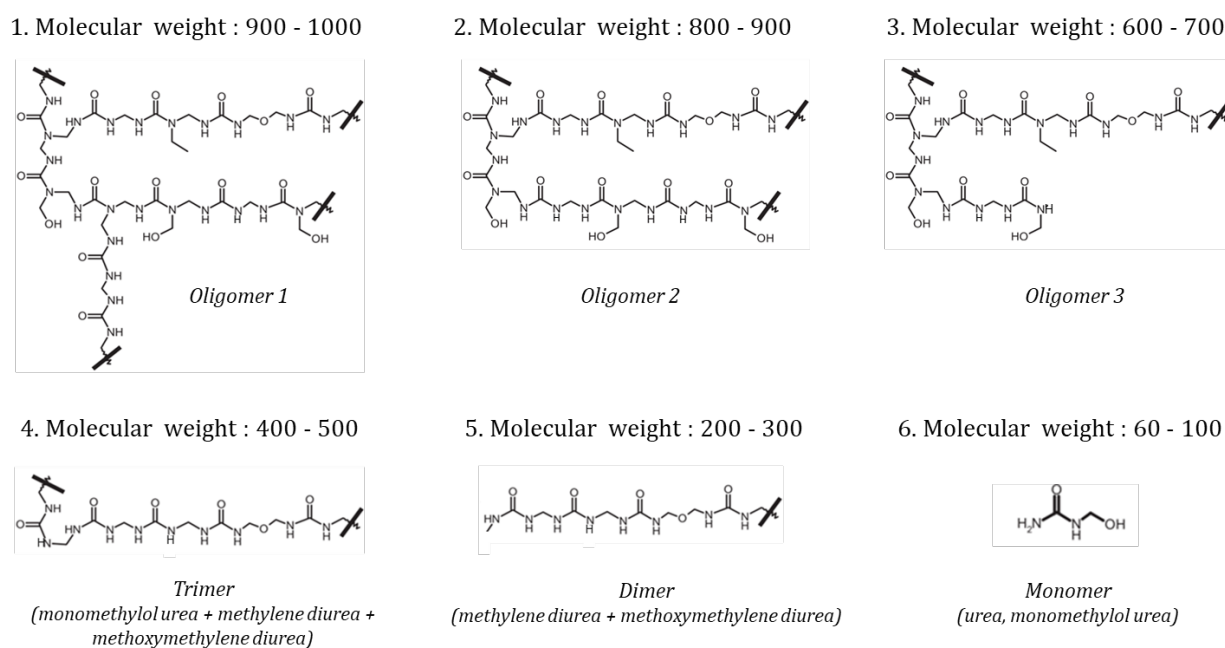 1. Molecular weight : 900 - 1000
2. Molecular weight : 800 - 900
3. Molecular weight : 600 - 700
Oligomer 1
Oligomer 2
Oligomer 3
4. Molecular weight : 400 - 500
5. Molecular weight : 200 - 300
6. Molecular weight : 60 - 100
Trimer
(monomethylol urea + methylene diurea +
methoxymethylene diurea)
Dimer
(methylene diurea + methoxymethylene diurea)
Monomer
(urea, monomethylol urea)